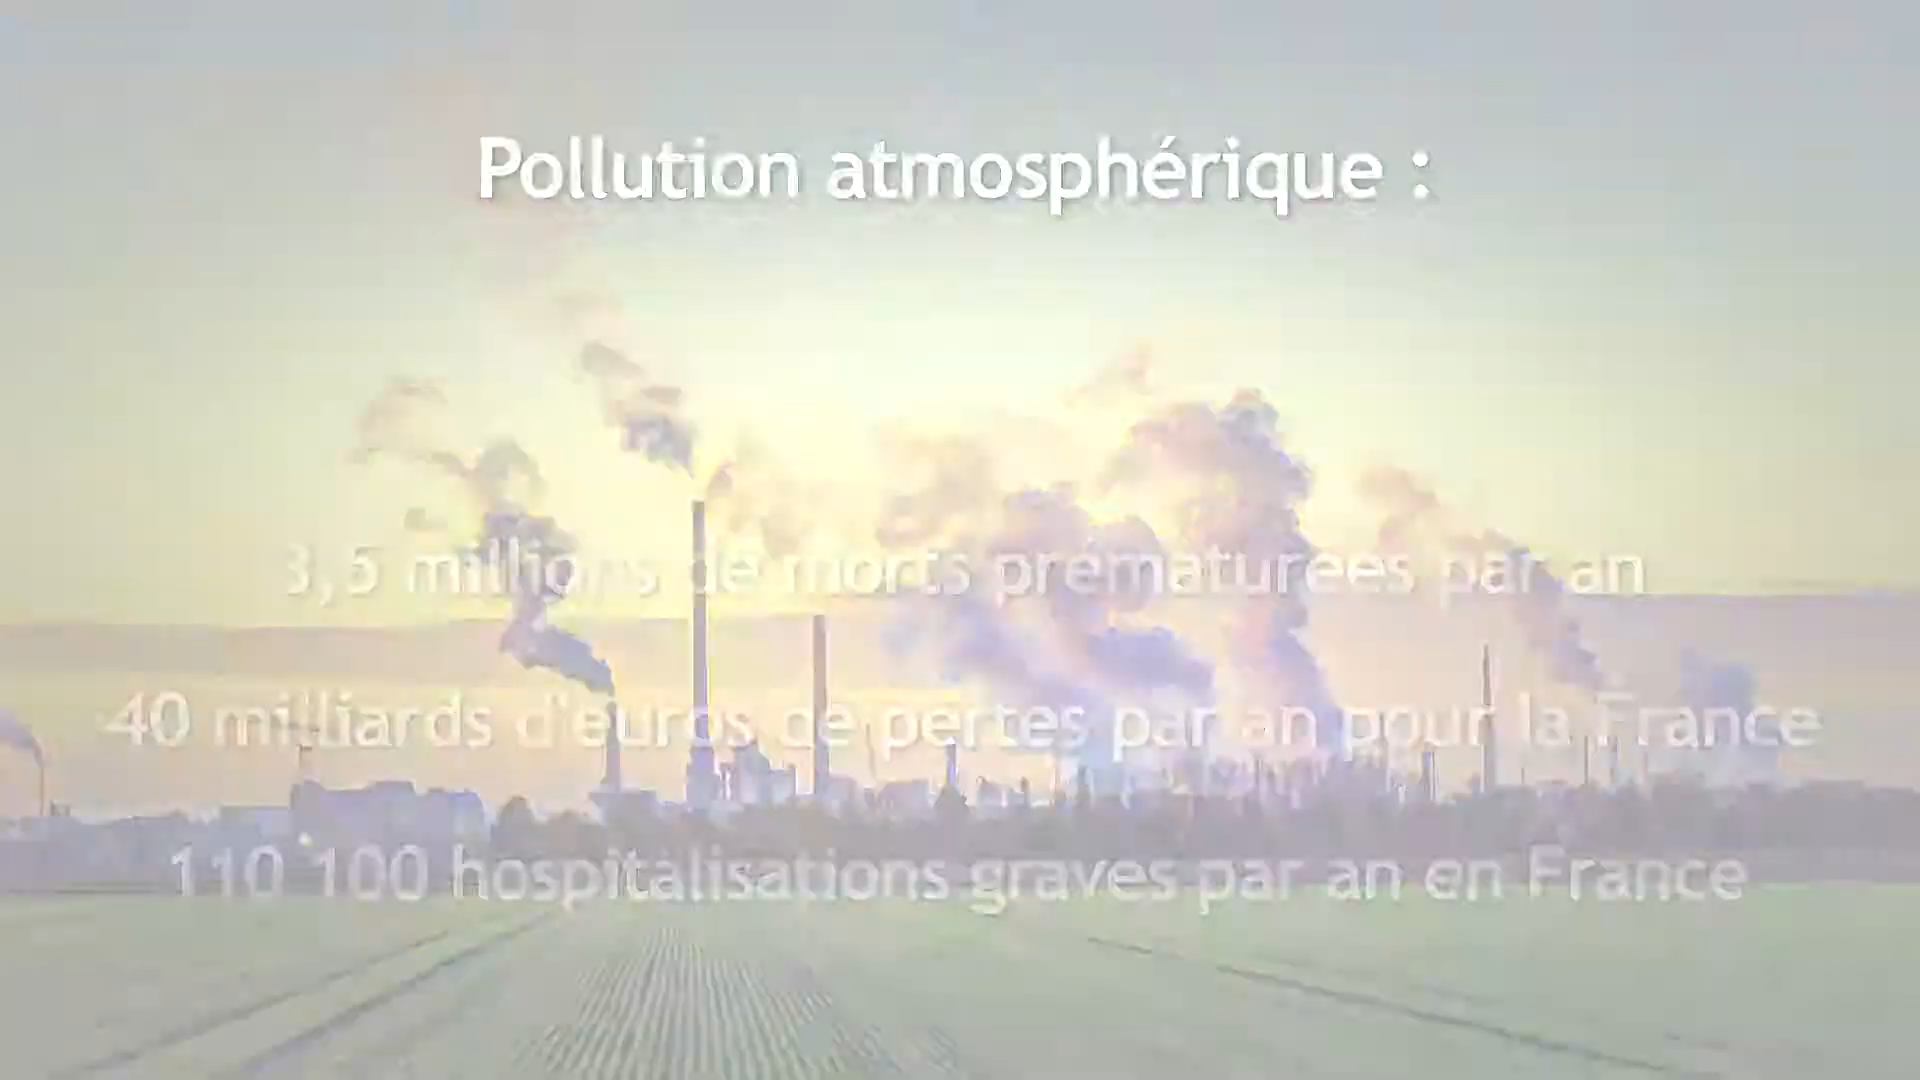 Pollution atmosphérique :
3,5 millions de morts prématurées par an
40 milliards d'euros de pertes par an pour la France
110 100 hospitalisations graves par an en France